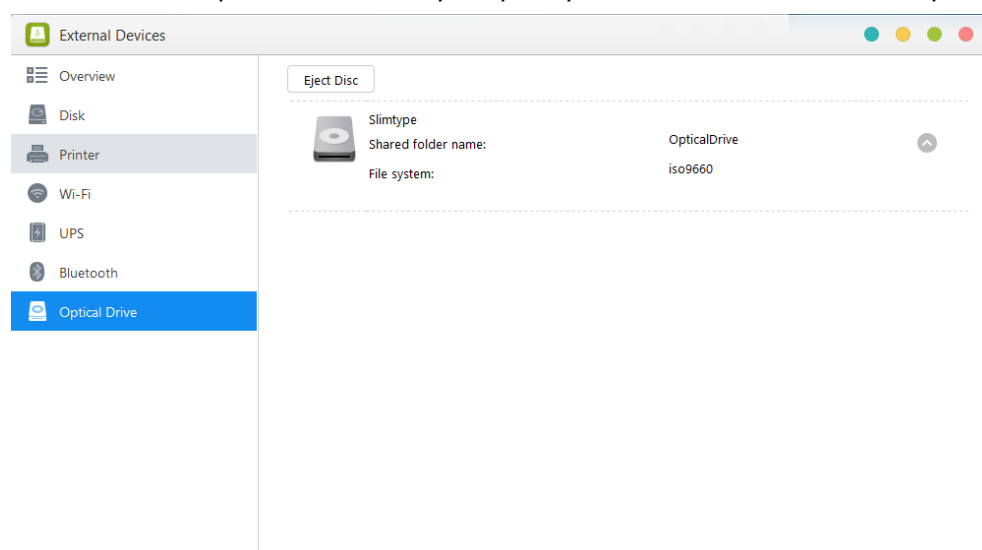 External Devices
Overview
Disk
Printer
Wi-Fi
UPS
Bluetooth
Optical Drive
Eject Disc
Slimtype
Shared folder name: OpticalDrive
File system: iso9660